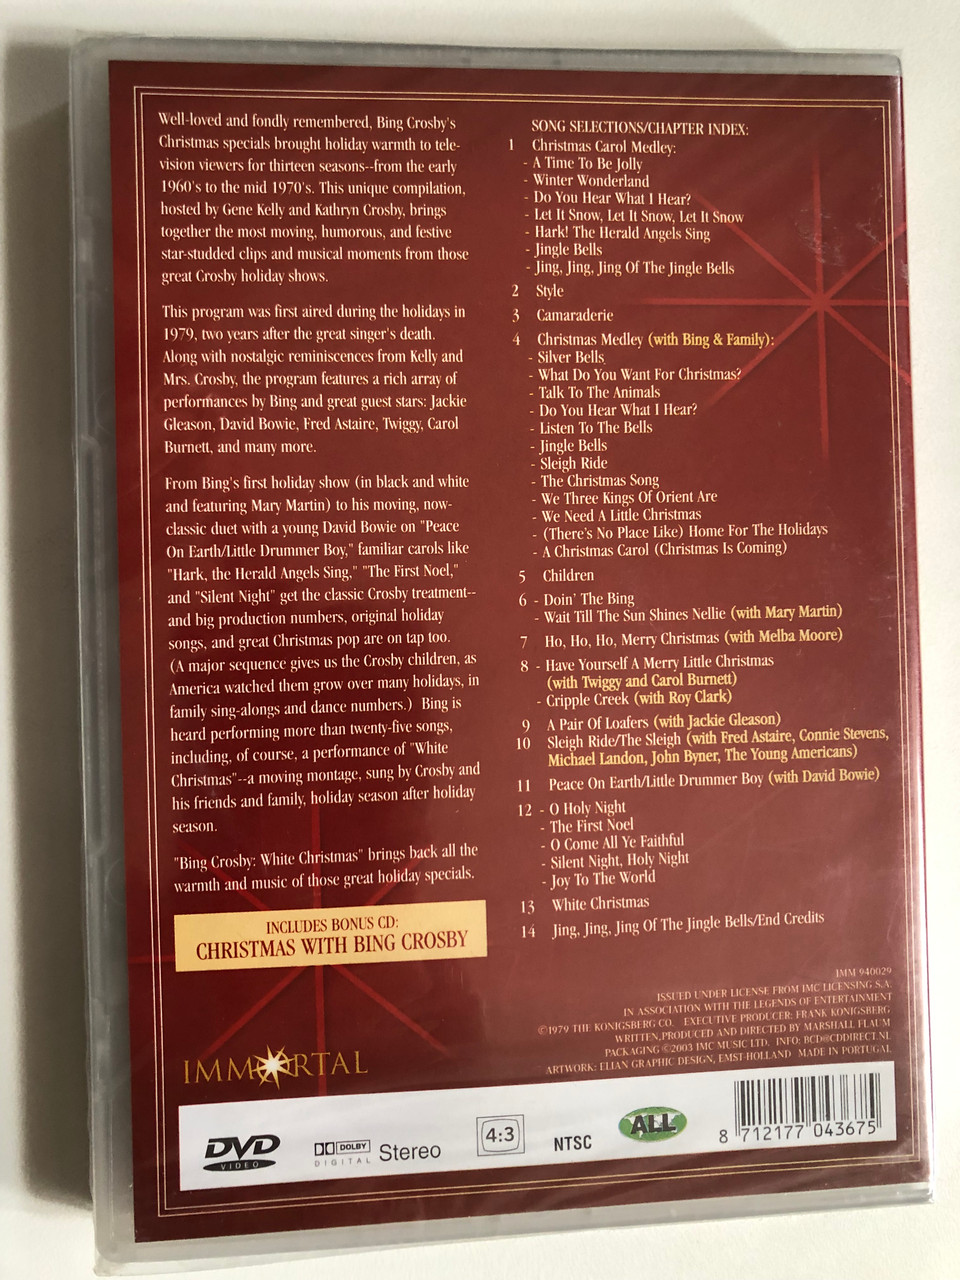 Well-loved and fondly remembered, Bing Crosby's
Christmas specials brought holiday warmth to tele-
vision viewers for thirteen seasons--from the early
1960's to the mid 1970's. This unique compilation,
hosted by Gene Kelly and Kathryn Crosby, brings
together the most moving, humorous, and festive
star-studded clips and musical moments from those
great Crosby holiday shows.
This program was first aired during the holidays in
1979, two years after the great singer's death.
Along with nostalgic reminiscences from Kelly and
Mrs. Crosby, the program features a rich array of
performances by Bing and great guest stars: Jackie
Gleason, David Bowie, Fred Astaire, Twiggy, Carol
Burnett, and many more.
From Bing's first holiday show (in black and white
and featuring Mary Martin) to his moving, now-
classic duet with a young David Bowie on "Peace
On Earth/Little Drummer Boy," familiar carols like
"Hark, the Herald Angels Sing," "The First Noel,"
and "Silent Night" get the classic Crosby treatment--
and big production numbers, original holiday
songs, and great Christmas pop are on tap too.
(A major sequence gives us the Crosby children, as
America watched them grow over many holidays, in
family sing-alongs and dance numbers.) Bing is
heard performing more than twenty-five songs,
including, of course, a performance of "White
Christmas"--a moving montage, sung by Crosby and
his friends and family, holiday season after holiday
season.
"Bing Crosby: White Christmas" brings back all the
warmth and music of those great holiday specials.
INCLUDES BONUS CD:
CHRISTMAS WITH BING CROSBY
SONG SELECTIONS/CHAPTER INDEX:
1 Christmas Carol Medley:
- A Time To Be Jolly
- Winter Wonderland
- Do You Hear What I Hear?
- Let It Snow, Let It Snow, Let It Snow
- Hark! The Herald Angels Sing
- Jingle Bells
- Jing, Jing, Jing Of The Jingle Bells
2 Style
3 Camaraderie
4 Christmas Medley (with Bing & Family):
- Silver Bells
- What Do You Want For Christmas?
- Talk To The Animals
- Do You Hear What I Hear?
- Listen To The Bells
- Jingle Bells
- Sleigh Ride
- The Christmas Song
- We Three Kings Of Orient Are
- We Need A Little Christmas
- (There's No Place Like) Home For The Holidays
- A Christmas Carol (Christmas Is Coming)
5 Children
6 - Doin' The Bing
- Wait Till The Sun Shines Nellie (with Mary Martin)
7 Ho, Ho, Ho, Merry Christmas (with Melba Moore)
8 - Have Yourself A Merry Little Christmas
(with Twiggy and Carol Burnett)
- Cripple Creek (with Roy Clark)
9 A Pair Of Loafers (with Jackie Gleason)
10 Sleigh Ride/The Sleigh (with Fred Astaire, Connie Stevens,
Michael Landon, John Byner, The Young Americans)
11 Peace On Earth/Little Drummer Boy (with David Bowie)
12 - O Holy Night
- The First Noel
- O Come All Ye Faithful
- Silent Night, Holy Night
- Joy To The World
13 White Christmas
14 Jing, Jing, Jing Of The Jingle Bells/End Credits
IMM 940029
ISSUED UNDER LICENSE FROM IMC LICENSING S.A.
IN ASSOCIATION WITH THE LEGENDS OF ENTERTAINMENT
©1979 THE KONIGSBERG CO. EXECUTIVE PRODUCER: FRANK KONIGSBERG
WRITTEN, PRODUCED AND DIRECTED BY MARSHALL FLAUM
PACKAGING ©2003 IMC MUSIC LTD. INFO: BCD@CDDIRECT.NL
ARTWORK: ELIAN GRAPHIC DESIGN, EMST-HOLLAND MADE IN PORTUGAL
IMMORTAL
DVD
VIDEO
DOLBY
DIGITAL
Stereo
4:3
NTSC
ALL
8 712177 043675